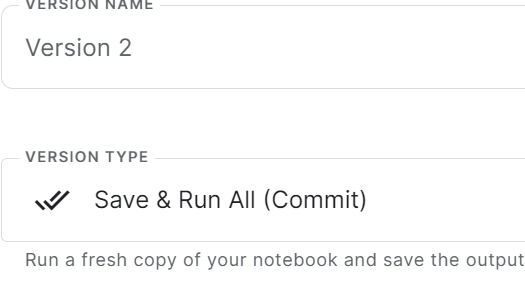 VERSION NAME
Version 2
VERSION TYPE
Save & Run All (Commit)
Run a fresh copy of your notebook and save the output